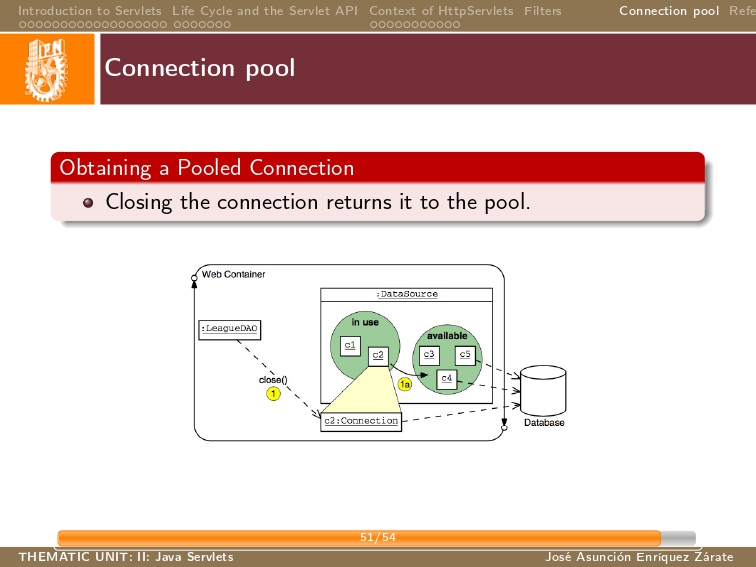 Introduction to Servlets Life Cycle and the Servlet API Context of HttpServlets Filters Connection pool Refe
Connection pool
Obtaining a Pooled Connection
Closing the connection returns it to the pool.
Web Container
:DataSource
:LeagueDAO
in use
available
c1
c2
c3
c5
c4
1a
close()
1
c2:Connection
Database
51/54
THEMATIC UNIT: II: Java Servlets José Asunción Enríquez Zárate